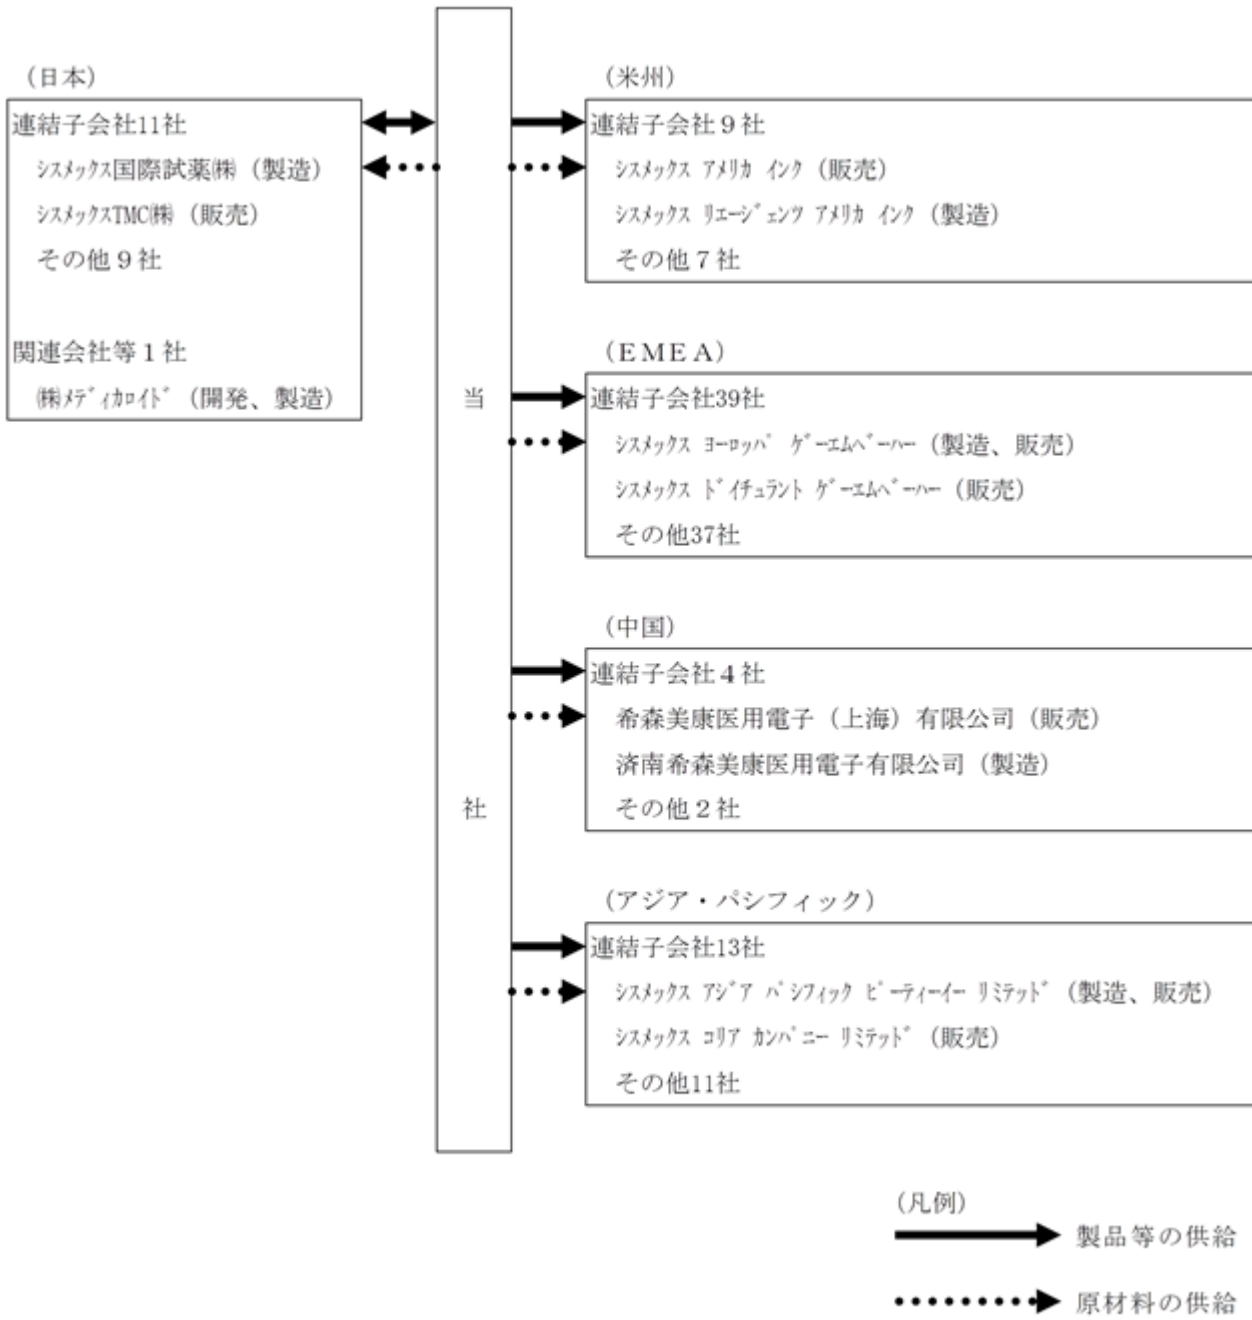 (日本)
連結子会社11社
ｼｽﾒｯｸｽ国際試薬㈱（製造）
ｼｽﾒｯｸｽTMC㈱（販売）
その他９社
関連会社等１社
㈱ﾒﾃﾞｨｶﾛｲﾄﾞ（開発、製造）
当
社
(米州)
連結子会社９社
ｼｽﾒｯｸｽ ｱﾒﾘｶ ｲﾝｸ（販売）
ｼｽﾒｯｸｽ ﾘｴｰｼﾞｪﾝﾂ ｱﾒﾘｶ ｲﾝｸ（製造）
その他７社
(ＥＭＥＡ)
連結子会社39社
ｼｽﾒｯｸｽ ﾖｰﾛｯﾊﾟ ｹﾞｰｴﾑﾍﾞｰﾊｰ（製造、販売）
ｼｽﾒｯｸｽ ﾄﾞｲﾁｭﾗﾝﾄ ｹﾞｰｴﾑﾍﾞｰﾊｰ（販売）
その他37社
(中国)
連結子会社４社
希森美康医用電子（上海）有限公司（販売）
済南希森美康医用電子有限公司（製造）
その他２社
(アジア・パシフィック)
連結子会社13社
ｼｽﾒｯｸｽ ｱｼﾞｱ ﾊﾟｼﾌｨｯｸ ﾋﾟｰﾃｨｰｲｰ ﾘﾐﾃｯﾄﾞ（製造、販売）
ｼｽﾒｯｸｽ ｺﾘｱ ｶﾝﾊﾟﾆｰ ﾘﾐﾃｯﾄﾞ（販売）
その他11社
(凡例)
製品等の供給
原材料の供給